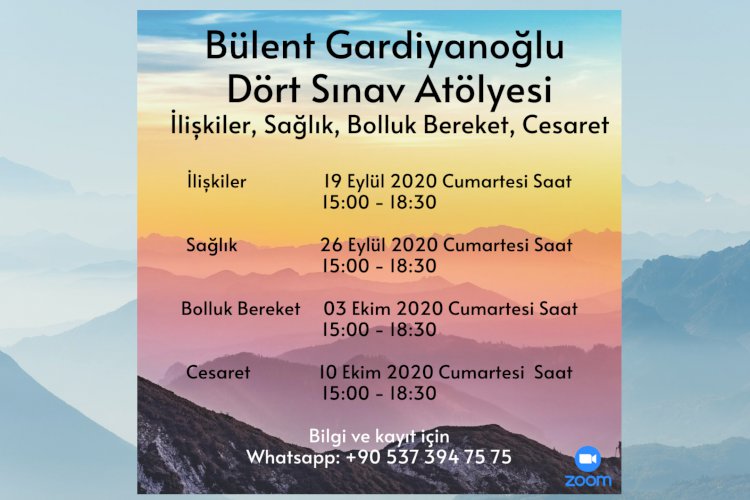 Bülent Gardiyanoğlu
Dört Sınav Atölyesi
İlişkiler, Sağlık, Bolluk Bereket, Cesaret
İlişkiler 19 Eylül 2020 Cumartesi Saat
15:00 - 18:30
Sağlık 26 Eylül 2020 Cumartesi Saat
15:00 - 18:30
Bolluk Bereket 03 Ekim 2020 Cumartesi Saat
15:00 - 18:30
Cesaret 10 Ekim 2020 Cumartesi Saat
15:00 - 18:30
Bilgi ve kayıt için
Whatsapp: +90 537 394 75 75
zoom